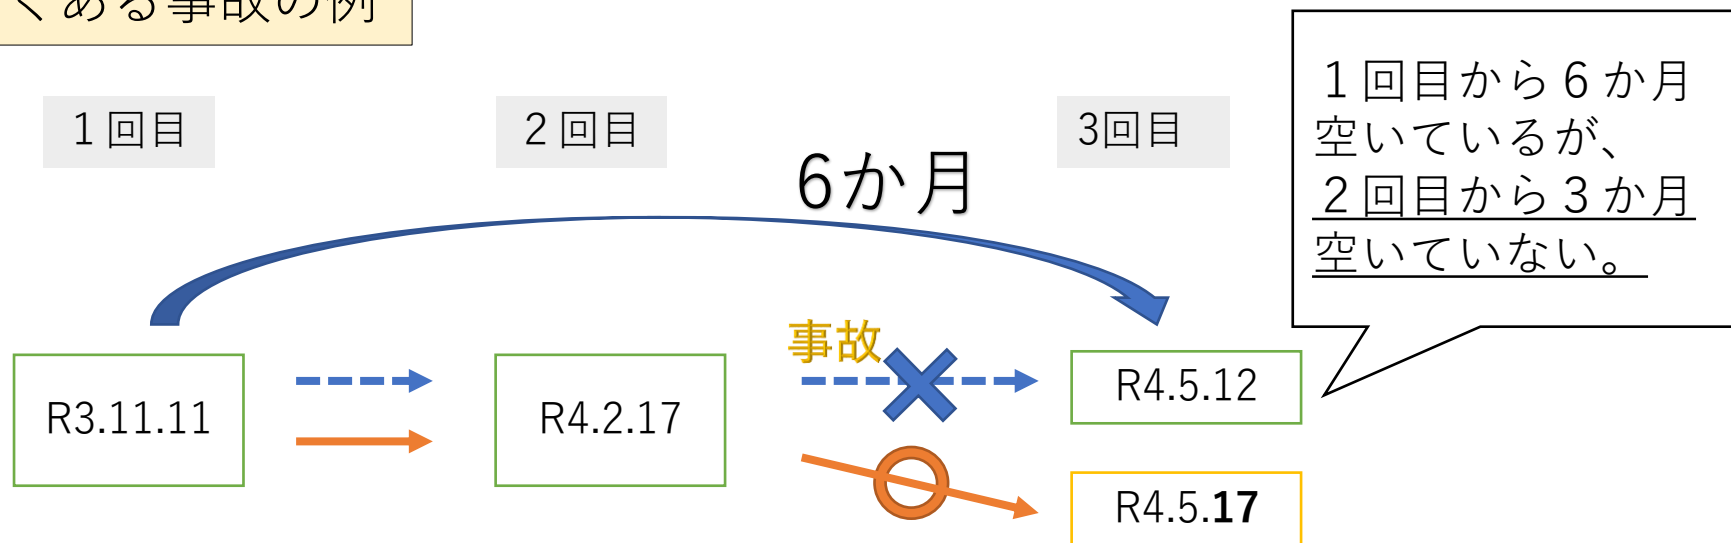 くある事故の例
1回目
2回目
3回目
6か月
1回目から6か月
空いているが、
2回目から3か月
空いていない。
事故
R3.11.11
R4.2.17
R4.5.12
R4.5.17